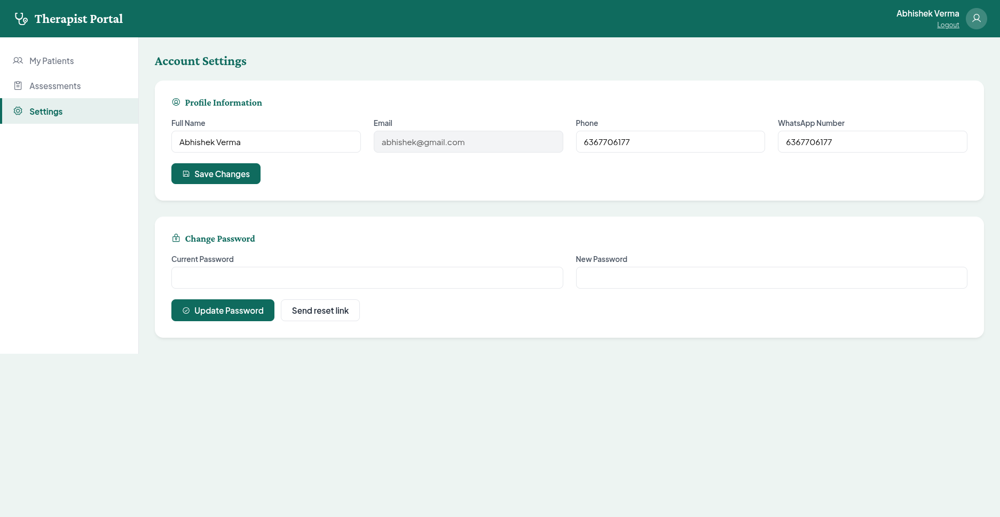 Therapist Portal
Abhishek Verma
Logout
My Patients
Assessments
Settings
Account Settings
Profile Information
Full Name
Email
Phone
WhatsApp Number
Abhishek Verma
abhishek@gmail.com
6367706177
6367706177
Save Changes
Change Password
Current Password
New Password
Update Password
Send reset link